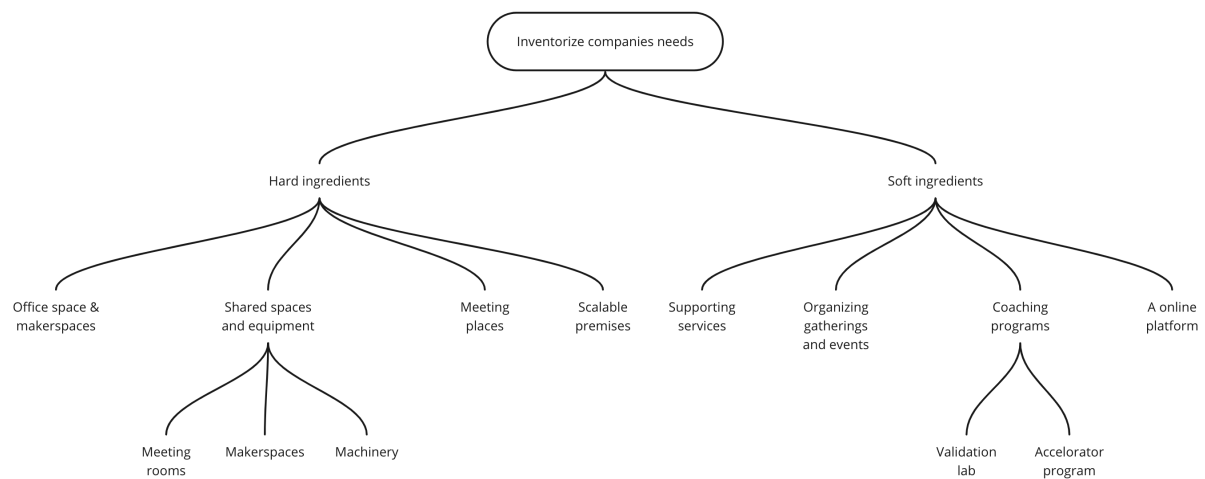 Inventorize companies needs
Hard ingredients
Soft ingredients
Office space &
makerspaces
Shared spaces
and equipment
Meeting
places
Scalable
premises
Supporting
services
Organizing
gatherings
and events
Coaching
programs
A online
platform
Meeting
rooms
Makerspaces
Machinery
Validation
lab
Accelorator
program